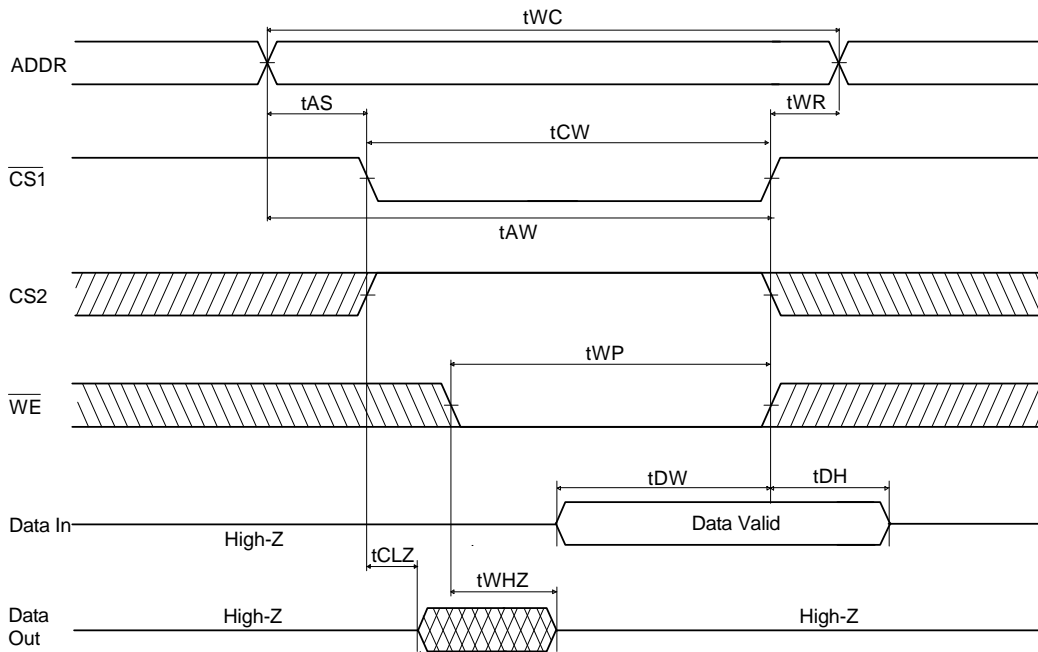 tWC
ADDR
tAS
tWR
tCW
CS1
tAW
CS2
tWP
WE
tDW
tDH
Data In
Data Valid
High-Z
tCLZ
tWHZ
Data
Out
High-Z
High-Z